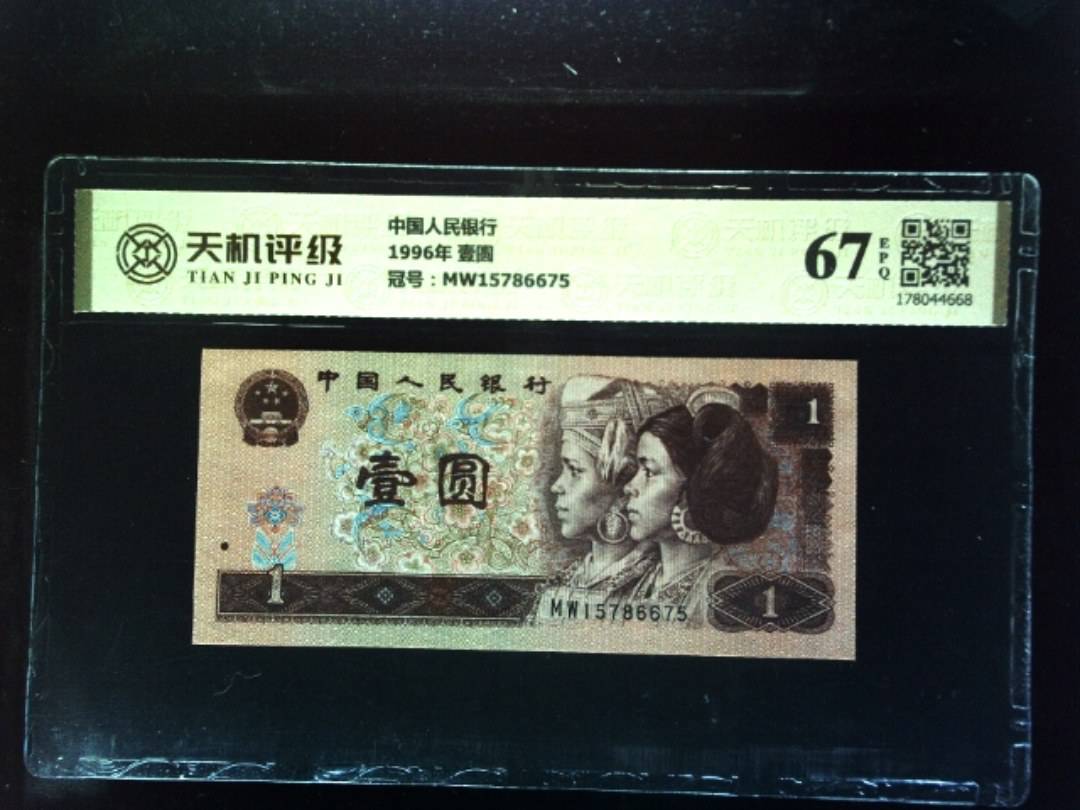 天机评级
TIAN JI PING JI
中国人民银行
1996年 壹圆
冠号：MW15786675
67
EPQ
178044668
中国人民银行
壹圆
1
1
MW15786675
1